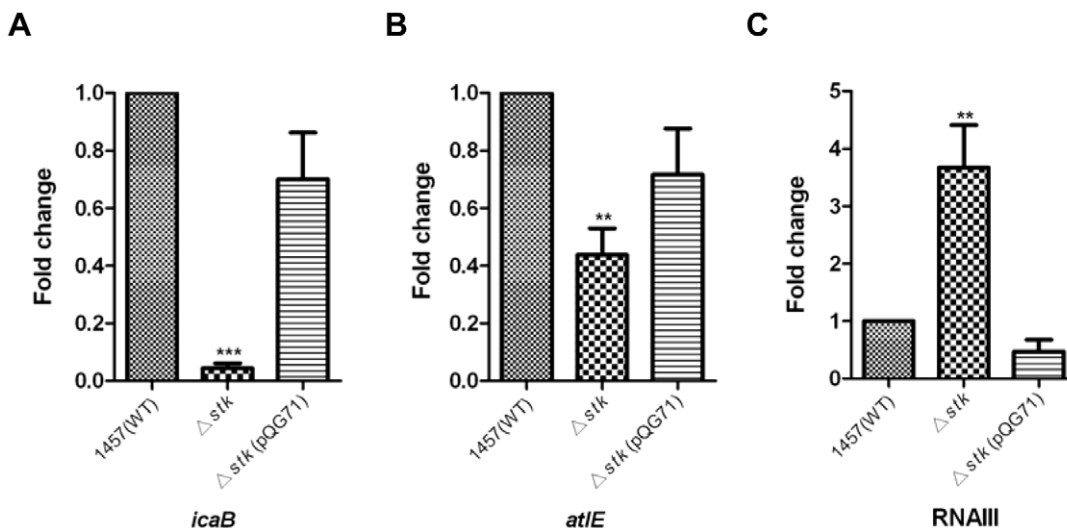 A
B
C
Fold change
1.0
0.8
0.6
0.4
0.2
0.0
***
1457(WT)
△stk
△stk (pQG71)
icaB
Fold change
1.0
0.8
0.6
0.4
0.2
0.0
**
1457(WT)
△stk
△stk (pQG71)
atlE
Fold change
5
4
3
2
1
0
**
1457(WT)
△stk
△stk (pQG71)
RNAIII